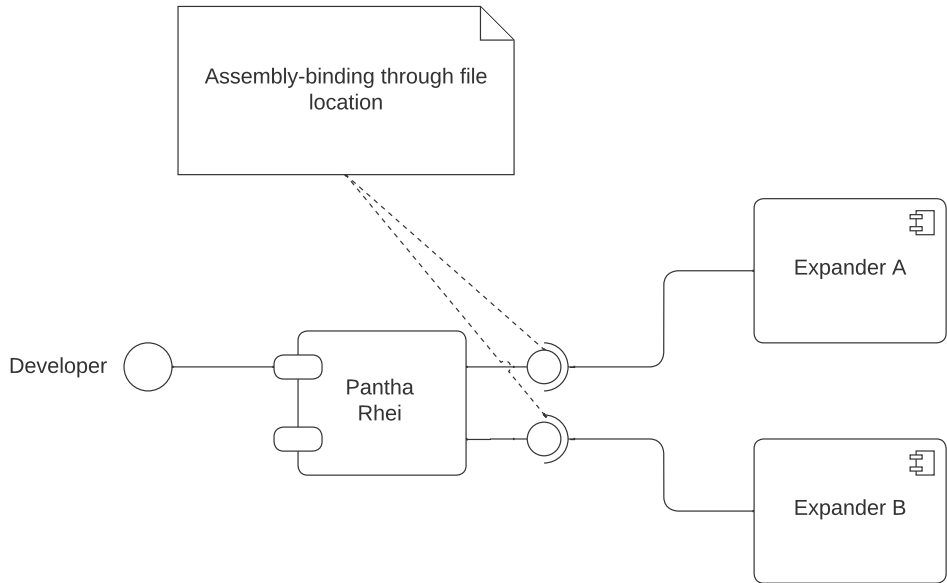 Assembly-binding through file
location
Expander A
Developer
Pantha
Rhei
Expander B